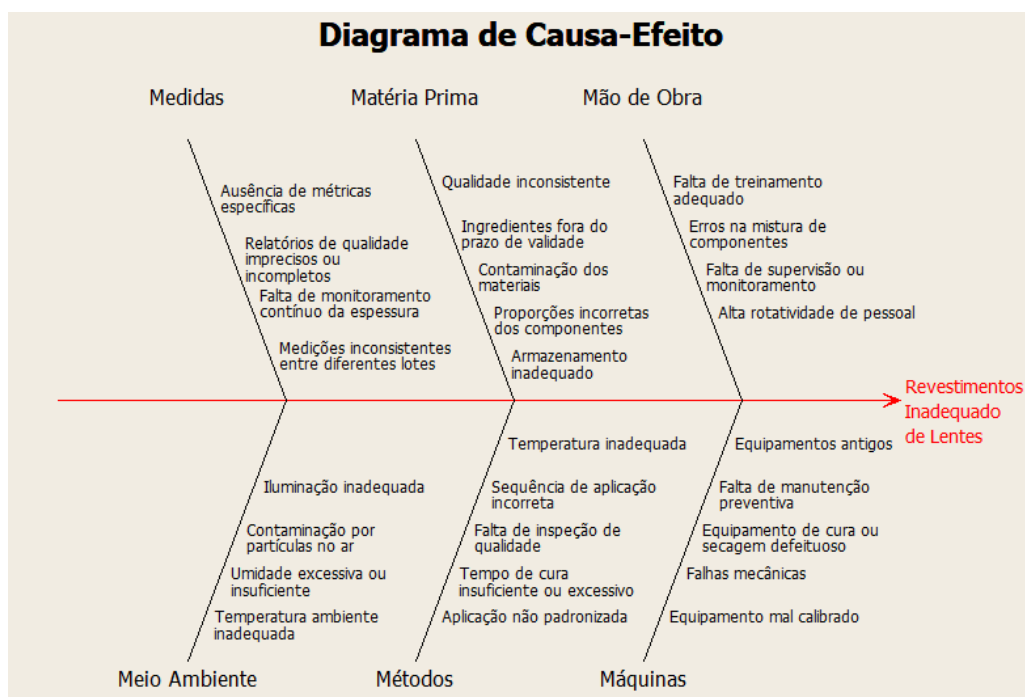 Diagrama de Causa-Efeito
Medidas
Matéria Prima
Mão de Obra
Ausência de métricas
específicas
Relatórios de qualidade
imprecisos ou
incompletos
Falta de monitoramento
contínuo da espessura
Medições inconsistentes
entre diferentes lotes
Qualidade inconsistente
Ingredientes fora do
prazo de validade
Contaminação dos
materiais
Proporções incorretas
dos componentes
Armazenamento
inadequado
Falta de treinamento
adequado
Erros na mistura de
componentes
Falta de supervisão ou
monitoramento
Alta rotatividade de pessoal
Revestimentos
Inadequado
de Lentes
Iluminação inadequada
Contaminação por
partículas no ar
Umidade excessiva ou
insuficiente
Temperatura ambiente
inadequada
Temperatura inadequada
Sequência de aplicação
incorreta
Falta de inspeção de
qualidade
Tempo de cura
insuficiente ou excessivo
Aplicação não padronizada
Equipamentos antigos
Falta de manutenção
preventiva
Equipamento de cura ou
secagem defeituoso
Falhas mecânicas
Equipamento mal calibrado
Meio Ambiente
Métodos
Máquinas